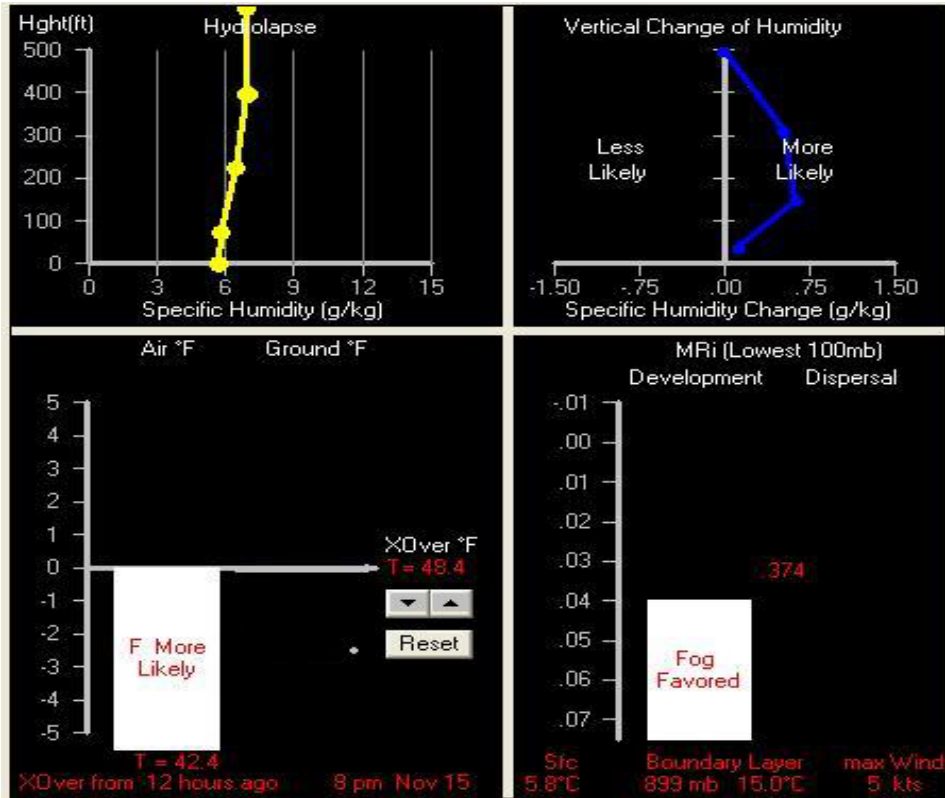 Hght(ft) Hydrolapse
500
400
300
200
100
0
0 3 6 9 12 15
Specific Humidity (g/kg)
Vertical Change of Humidity
Less Likely
More Likely
-1.50 -.75 .00 .75 1.50
Specific Humidity Change (g/kg)
Air °F Ground °F
5
4
3
2
1
0
-1
-2
-3
-4
-5
F More
Likely
XOver °F
T = 48.4
Reset
T = 42.4
XOver from 12 hours ago 8 pm Nov 15
MRi (Lowest 100mb)
Development Dispersal
-.01
.00
.01
.02
.03
.04
.05
.06
.07
.374
Fog
Favored
Sfc Boundary Layer max Wind
5.8°C 899 mb 15.0°C 5 kts